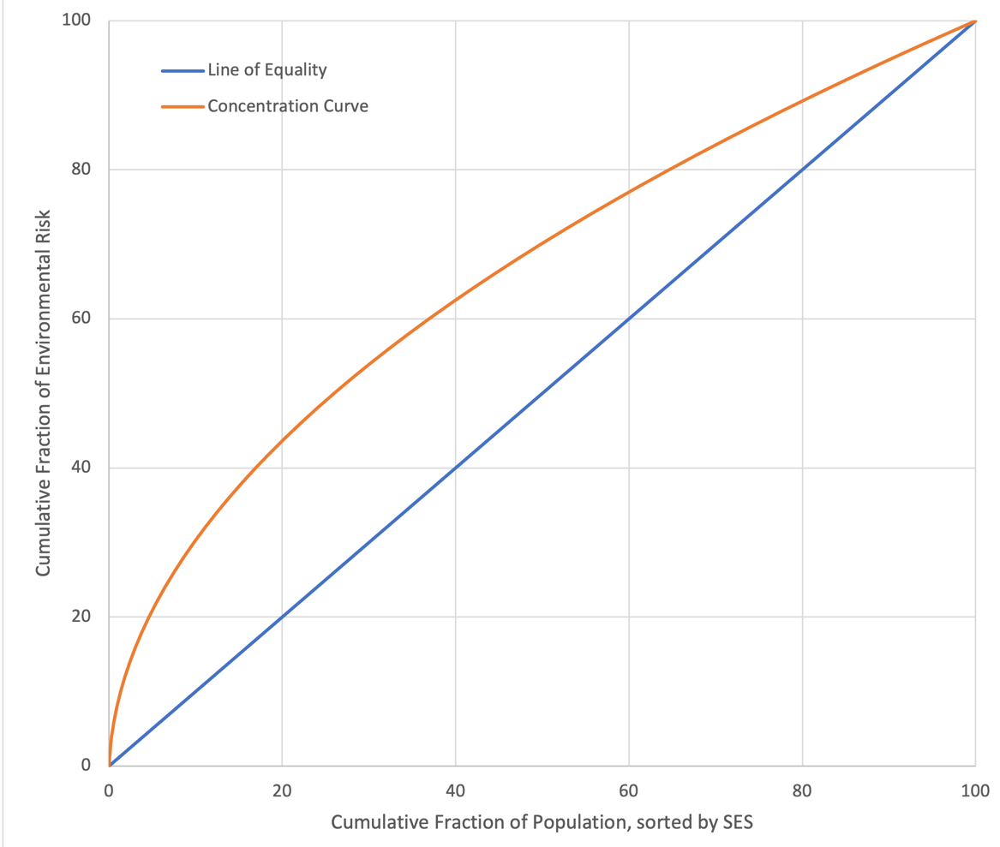 100
Line of Equality
Concentration Curve
80
60
40
20
0
Cumulative Fraction of Environmental Risk
0 20 40 60 80 100
Cumulative Fraction of Population, sorted by SES